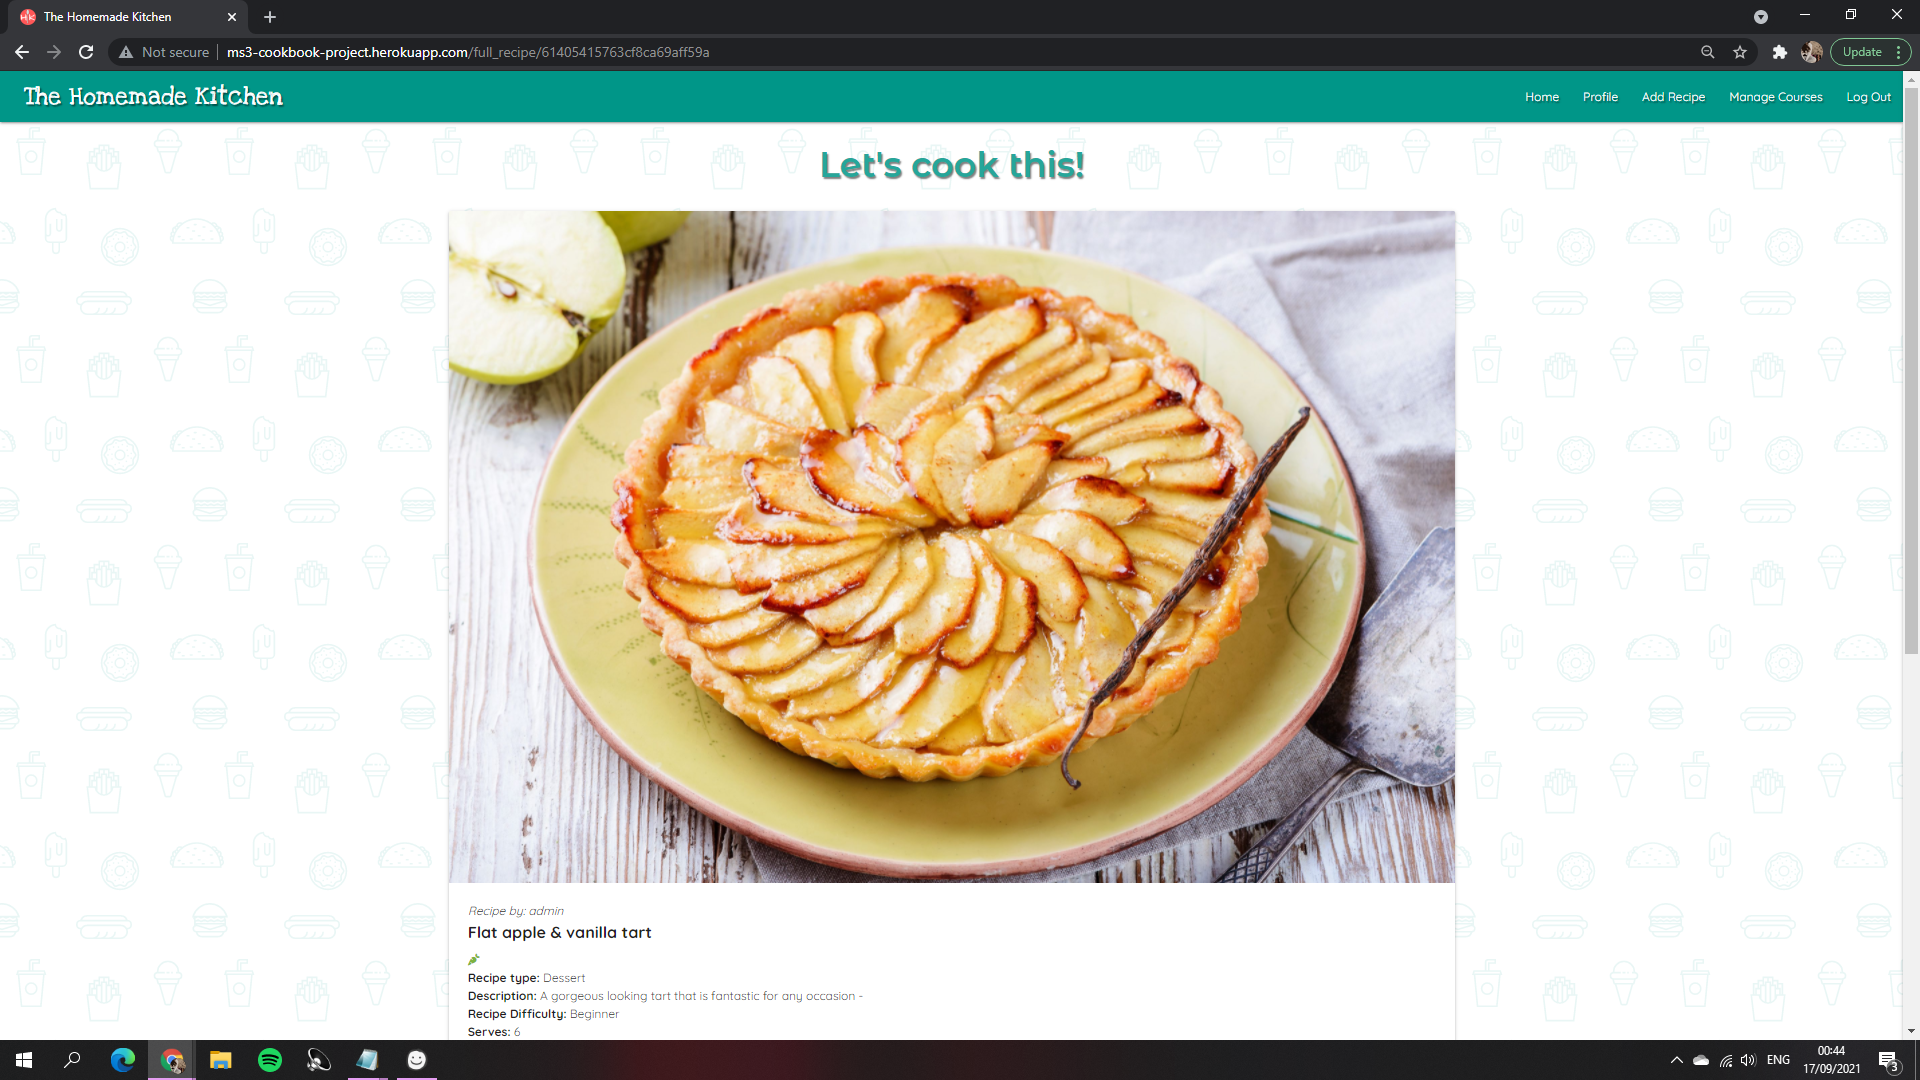 The Homemade Kitchen
Not secure
ms3-cookbook-project.herokuapp.com/full_recipe/61405415763cf8ca69aff59a
Update
The Homemade Kitchen
Home
Profile
Add Recipe
Manage Courses
Log Out
Let's cook this!
Recipe by: admin
Flat apple & vanilla tart
Recipe type: Dessert
Description: A gorgeous looking tart that is fantastic for any occasion -
Recipe Difficulty: Beginner
Serves: 6
ENG
00:44
17/09/2021
3